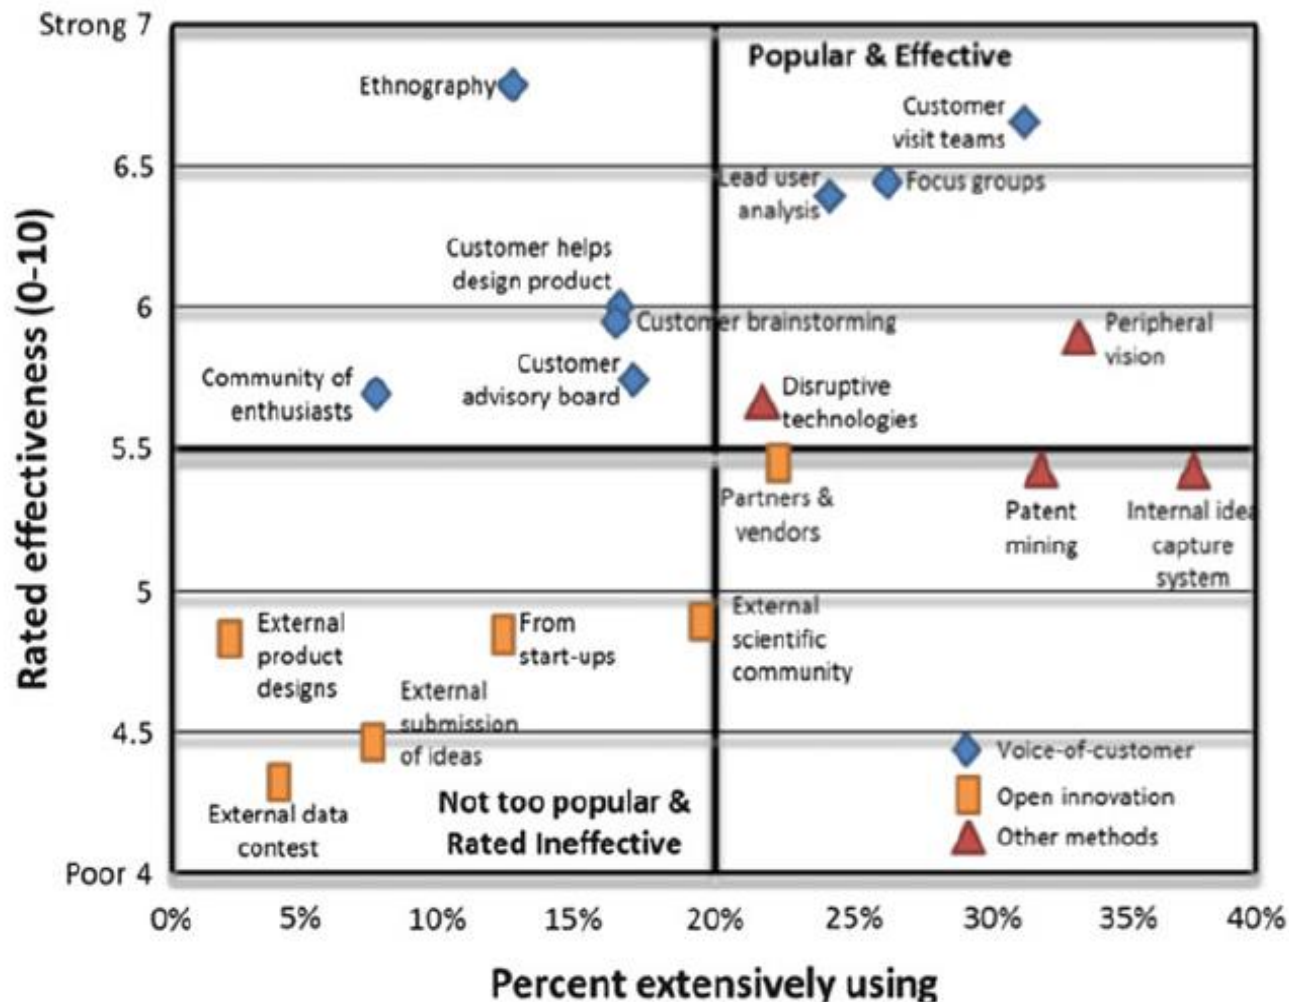 Strong 7
Popular & Effective
Ethnography
Customer
visit teams
6.5
Lead user
analysis
Focus groups
Customer helps
design product
6
Customer brainstorming
Peripheral
vision
Customer
advisory board
Community of
enthusiasts
Disruptive
technologies
5.5
Partners &
vendors
Patent
mining
Internal idea
capture
system
5
External
product
designs
From
start-ups
External
scientific
community
External
submission
of ideas
4.5
External data
contest
Not too popular &
Rated Ineffective
Voice-of-customer
Open innovation
Other methods
Poor 4
Rated effectiveness (0-10)
0% 5% 10% 15% 20% 25% 30% 35% 40%
Percent extensively using